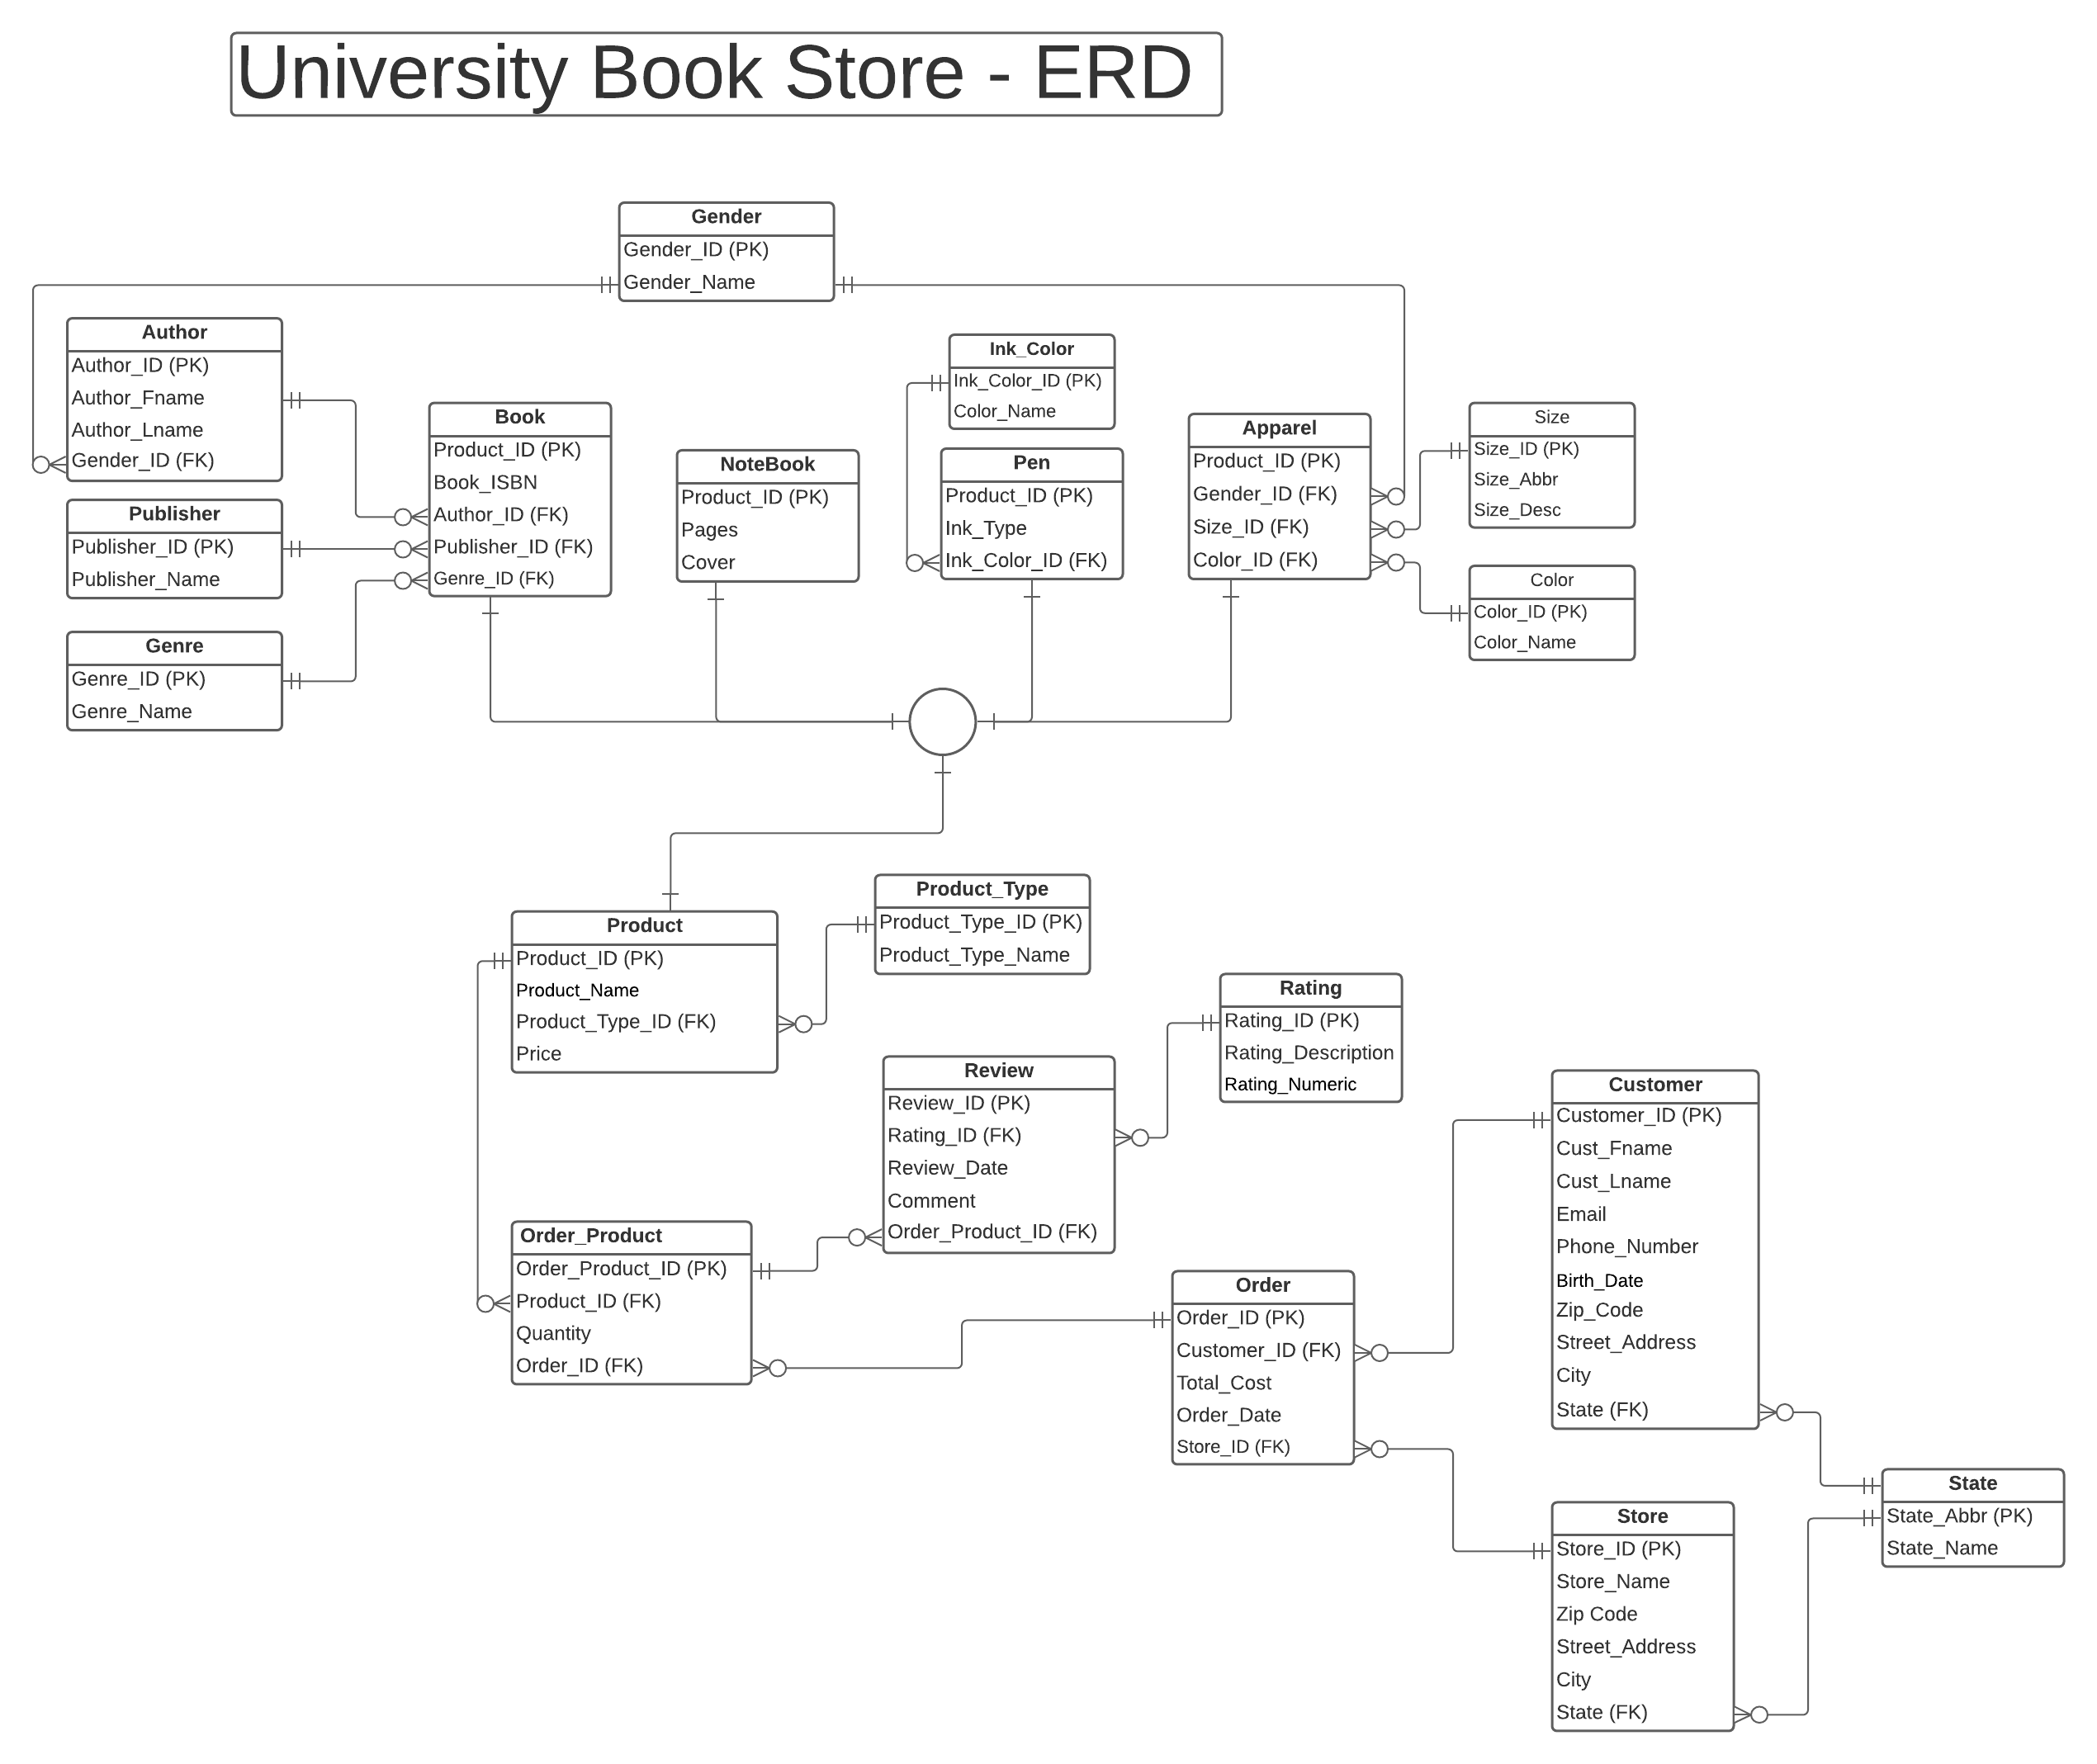 University Book Store - ERD
Gender
Gender_ID (PK)
Gender_Name
Author
Author_ID (PK)
Author_Fname
Author_Lname
Gender_ID (FK)
Publisher
Publisher_ID (PK)
Publisher_Name
Genre
Genre_ID (PK)
Genre_Name
Book
Product_ID (PK)
Book_ISBN
Author_ID (FK)
Publisher_ID (FK)
Genre_ID (FK)
NoteBook
Product_ID (PK)
Pages
Cover
Ink_Color
Ink_Color_ID (PK)
Color_Name
Pen
Product_ID (PK)
Ink_Type
Ink_Color_ID (FK)
Apparel
Product_ID (PK)
Gender_ID (FK)
Size_ID (FK)
Color_ID (FK)
Size
Size_ID (PK)
Size_Abbr
Size_Desc
Color
Color_ID (PK)
Color_Name
Product
Product_ID (PK)
Product_Name
Product_Type_ID (FK)
Price
Product_Type
Product_Type_ID (PK)
Product_Type_Name
Rating
Rating_ID (PK)
Rating_Description
Rating_Numeric
Review
Review_ID (PK)
Rating_ID (FK)
Review_Date
Comment
Order_Product_ID (FK)
Order_Product
Order_Product_ID (PK)
Product_ID (FK)
Quantity
Order_ID (FK)
Order
Order_ID (PK)
Customer_ID (FK)
Total_Cost
Order_Date
Store_ID (FK)
Customer
Customer_ID (PK)
Cust_Fname
Cust_Lname
Email
Phone_Number
Birth_Date
Zip_Code
Street_Address
City
State (FK)
Store
Store_ID (PK)
Store_Name
Zip Code
Street_Address
City
State (FK)
State
State_Abbr (PK)
State_Name